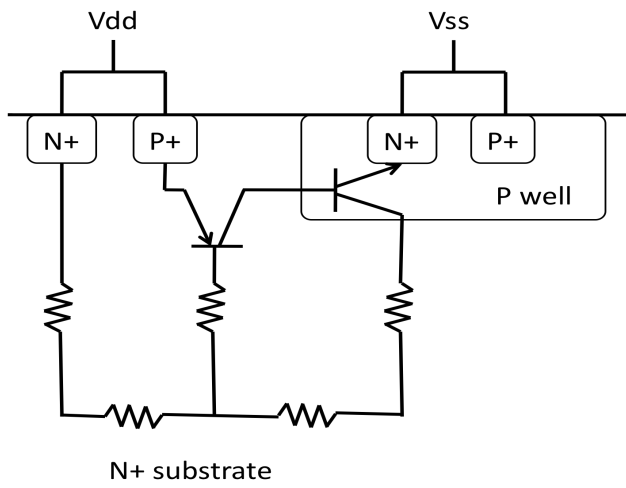 Vdd
Vss
N+
P+
N+
P+
P well
N+ substrate